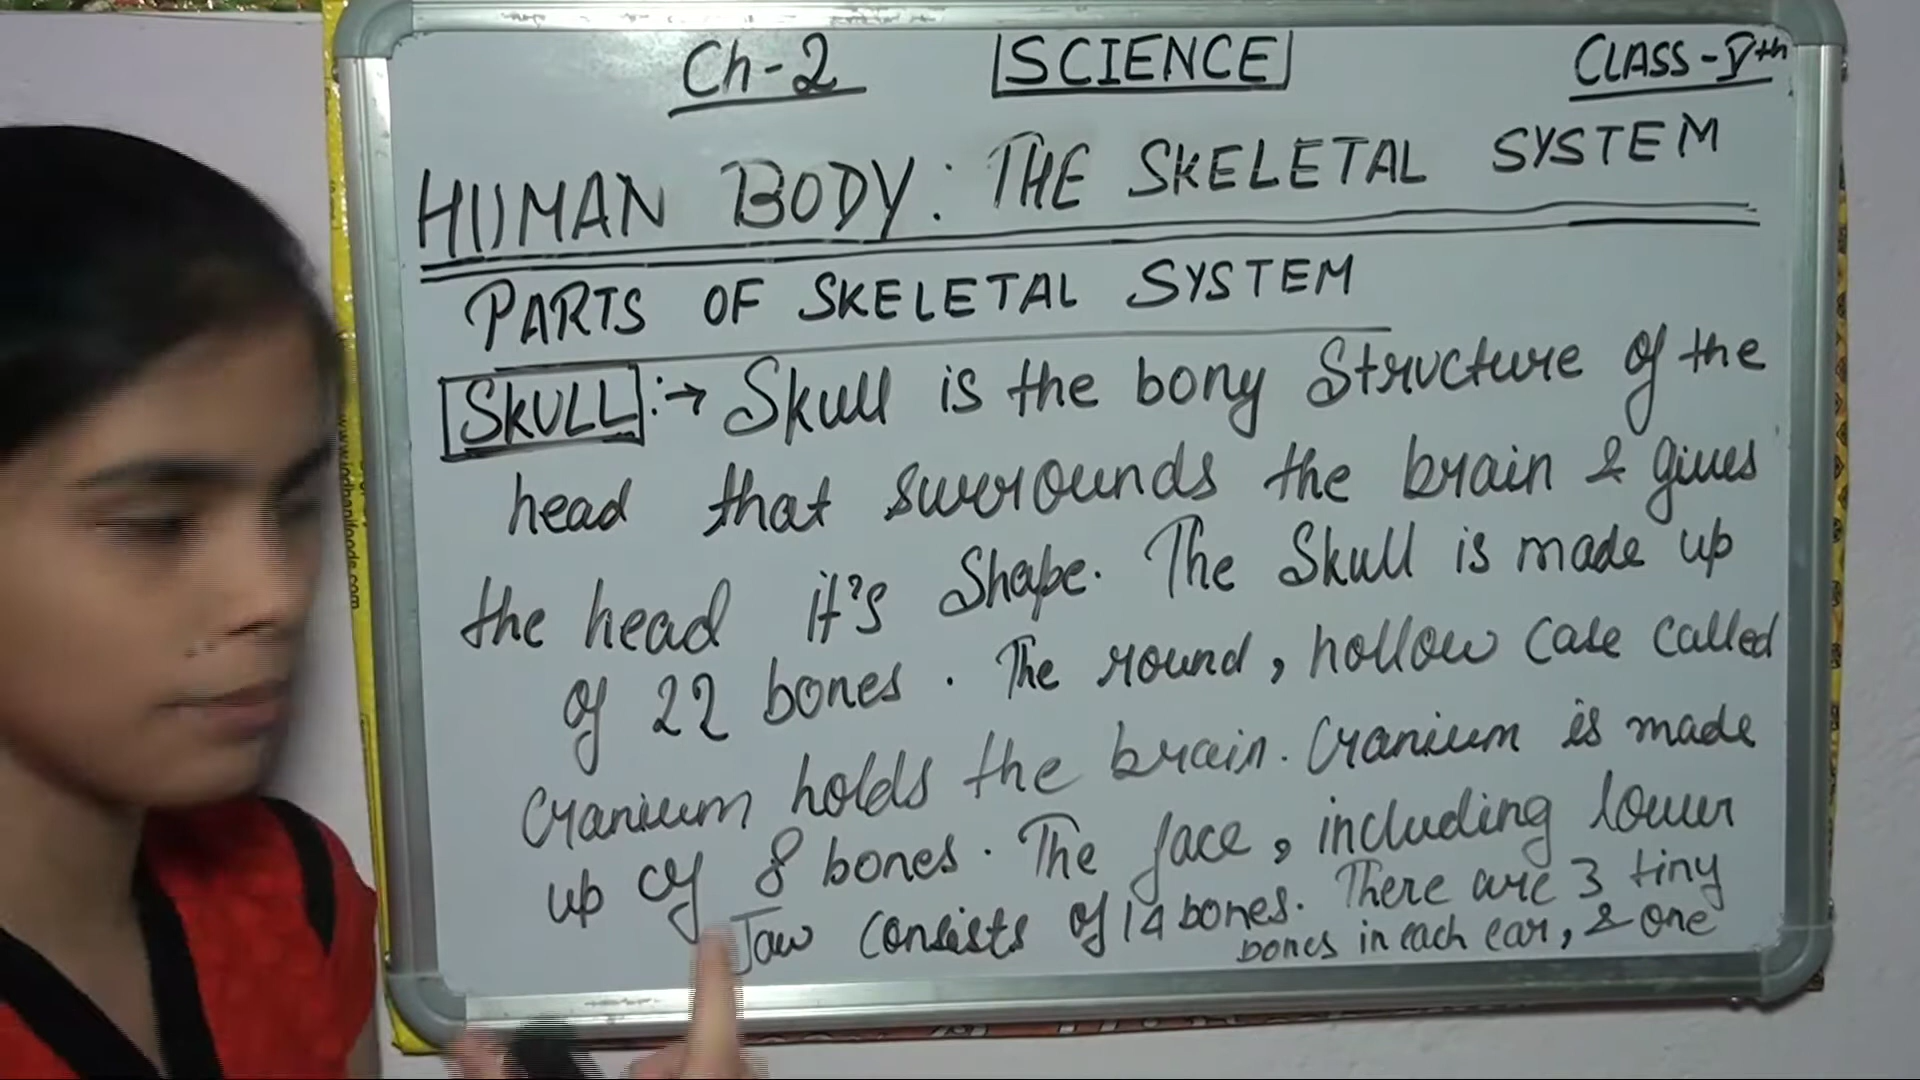 Ch-2 SCIENCE CLASS-Vth
HUMAN BODY: THE SKELETAL SYSTEM
PARTS OF SKELETAL SYSTEM
SKULL :→ Skull is the bony Structure of the
head that surrounds the brain & gives
the head it's Shape. The Skull is made up
of 22 bones. The round, hollow case called
Cranium holds the brain. Cranium is made
up of 8 bones. The face, including lower
Jaw consists of 14 bones. There are 3 tiny
bones in each ear, & one